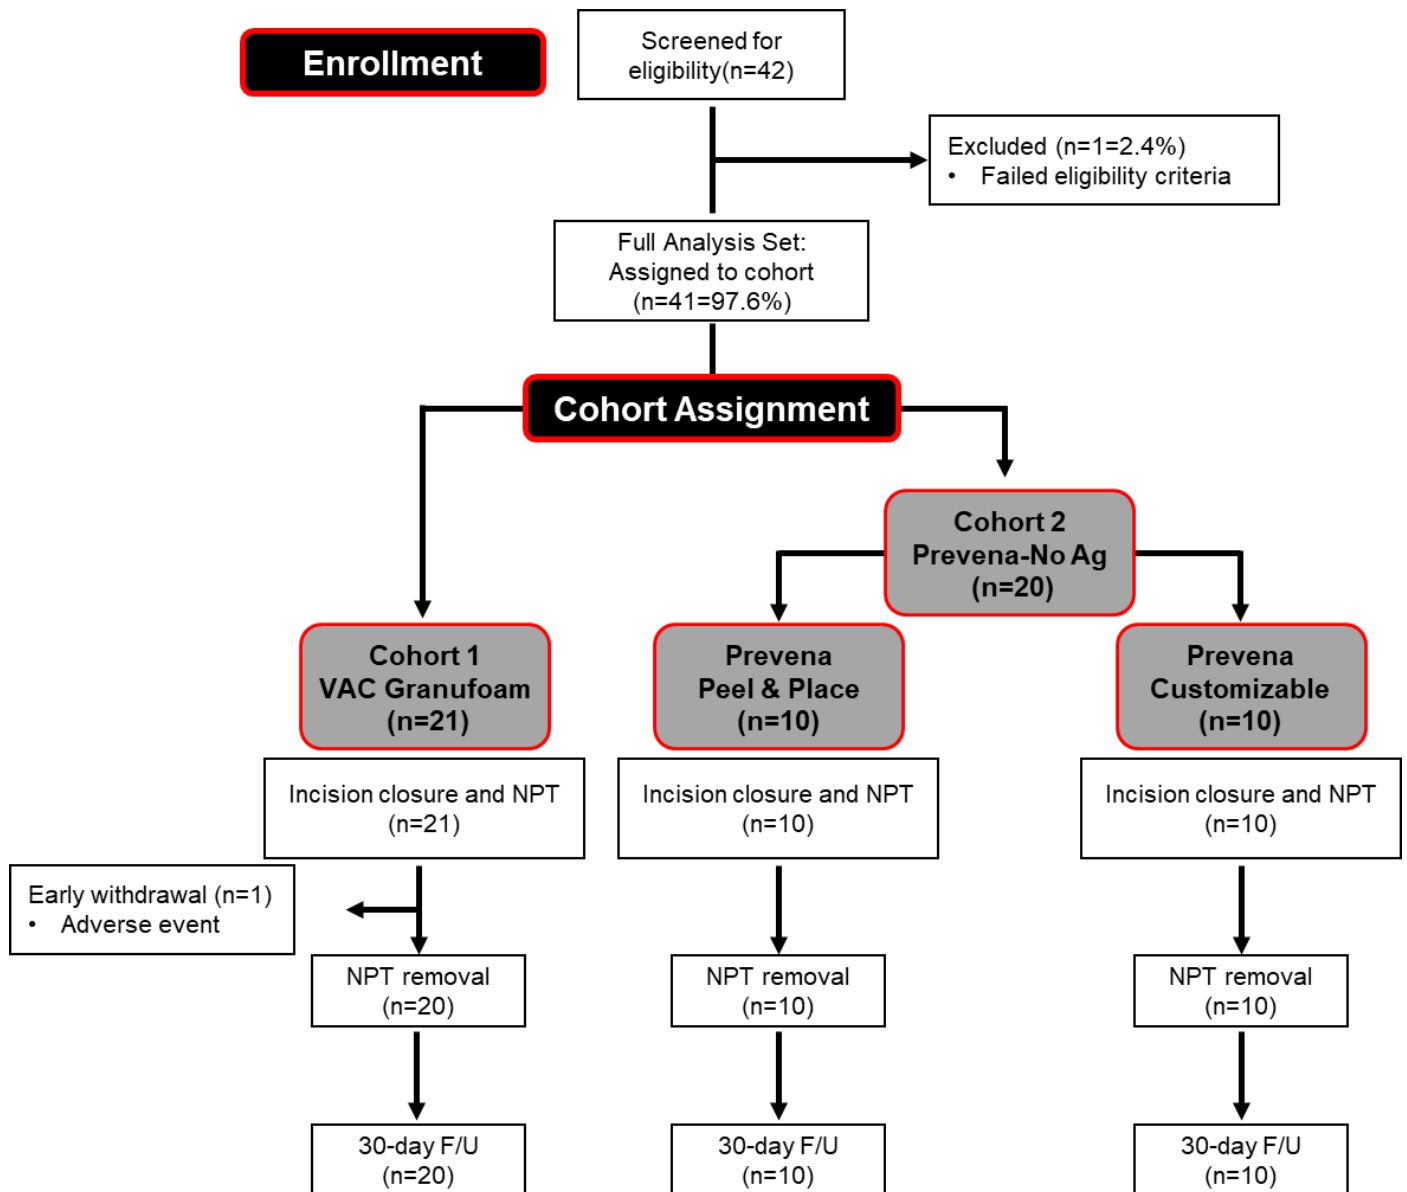 Enrollment
Screened for
eligibility(n=42)
Excluded (n=1=2.4%)
• Failed eligibility criteria
Full Analysis Set:
Assigned to cohort
(n=41=97.6%)
Cohort Assignment
Cohort 2
Prevena-No Ag
(n=20)
Cohort 1
VAC Granufoam
(n=21)
Prevena
Peel & Place
(n=10)
Prevena
Customizable
(n=10)
Incision closure and NPT
(n=21)
Incision closure and NPT
(n=10)
Incision closure and NPT
(n=10)
Early withdrawal (n=1)
• Adverse event
NPT removal
(n=20)
NPT removal
(n=10)
NPT removal
(n=10)
30-day F/U
(n=20)
30-day F/U
(n=10)
30-day F/U
(n=10)